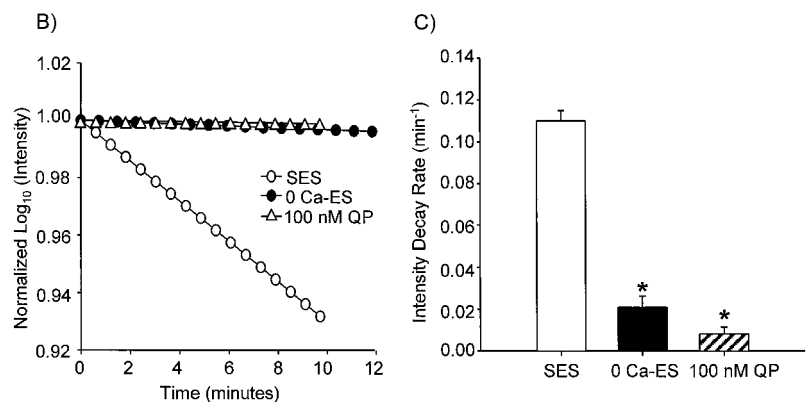 B)
1.02
1.00
0.98
0.96
0.94
0.92
Normalized Log10 (Intensity)
SES
0 Ca-ES
100 nM QP
0 2 4 6 8 10 12
Time (minutes)
C)
0.14
0.12
0.10
0.08
0.06
0.04
0.02
0.00
Intensity Decay Rate (min-1)
* *
SES 0 Ca-ES 100 nM QP